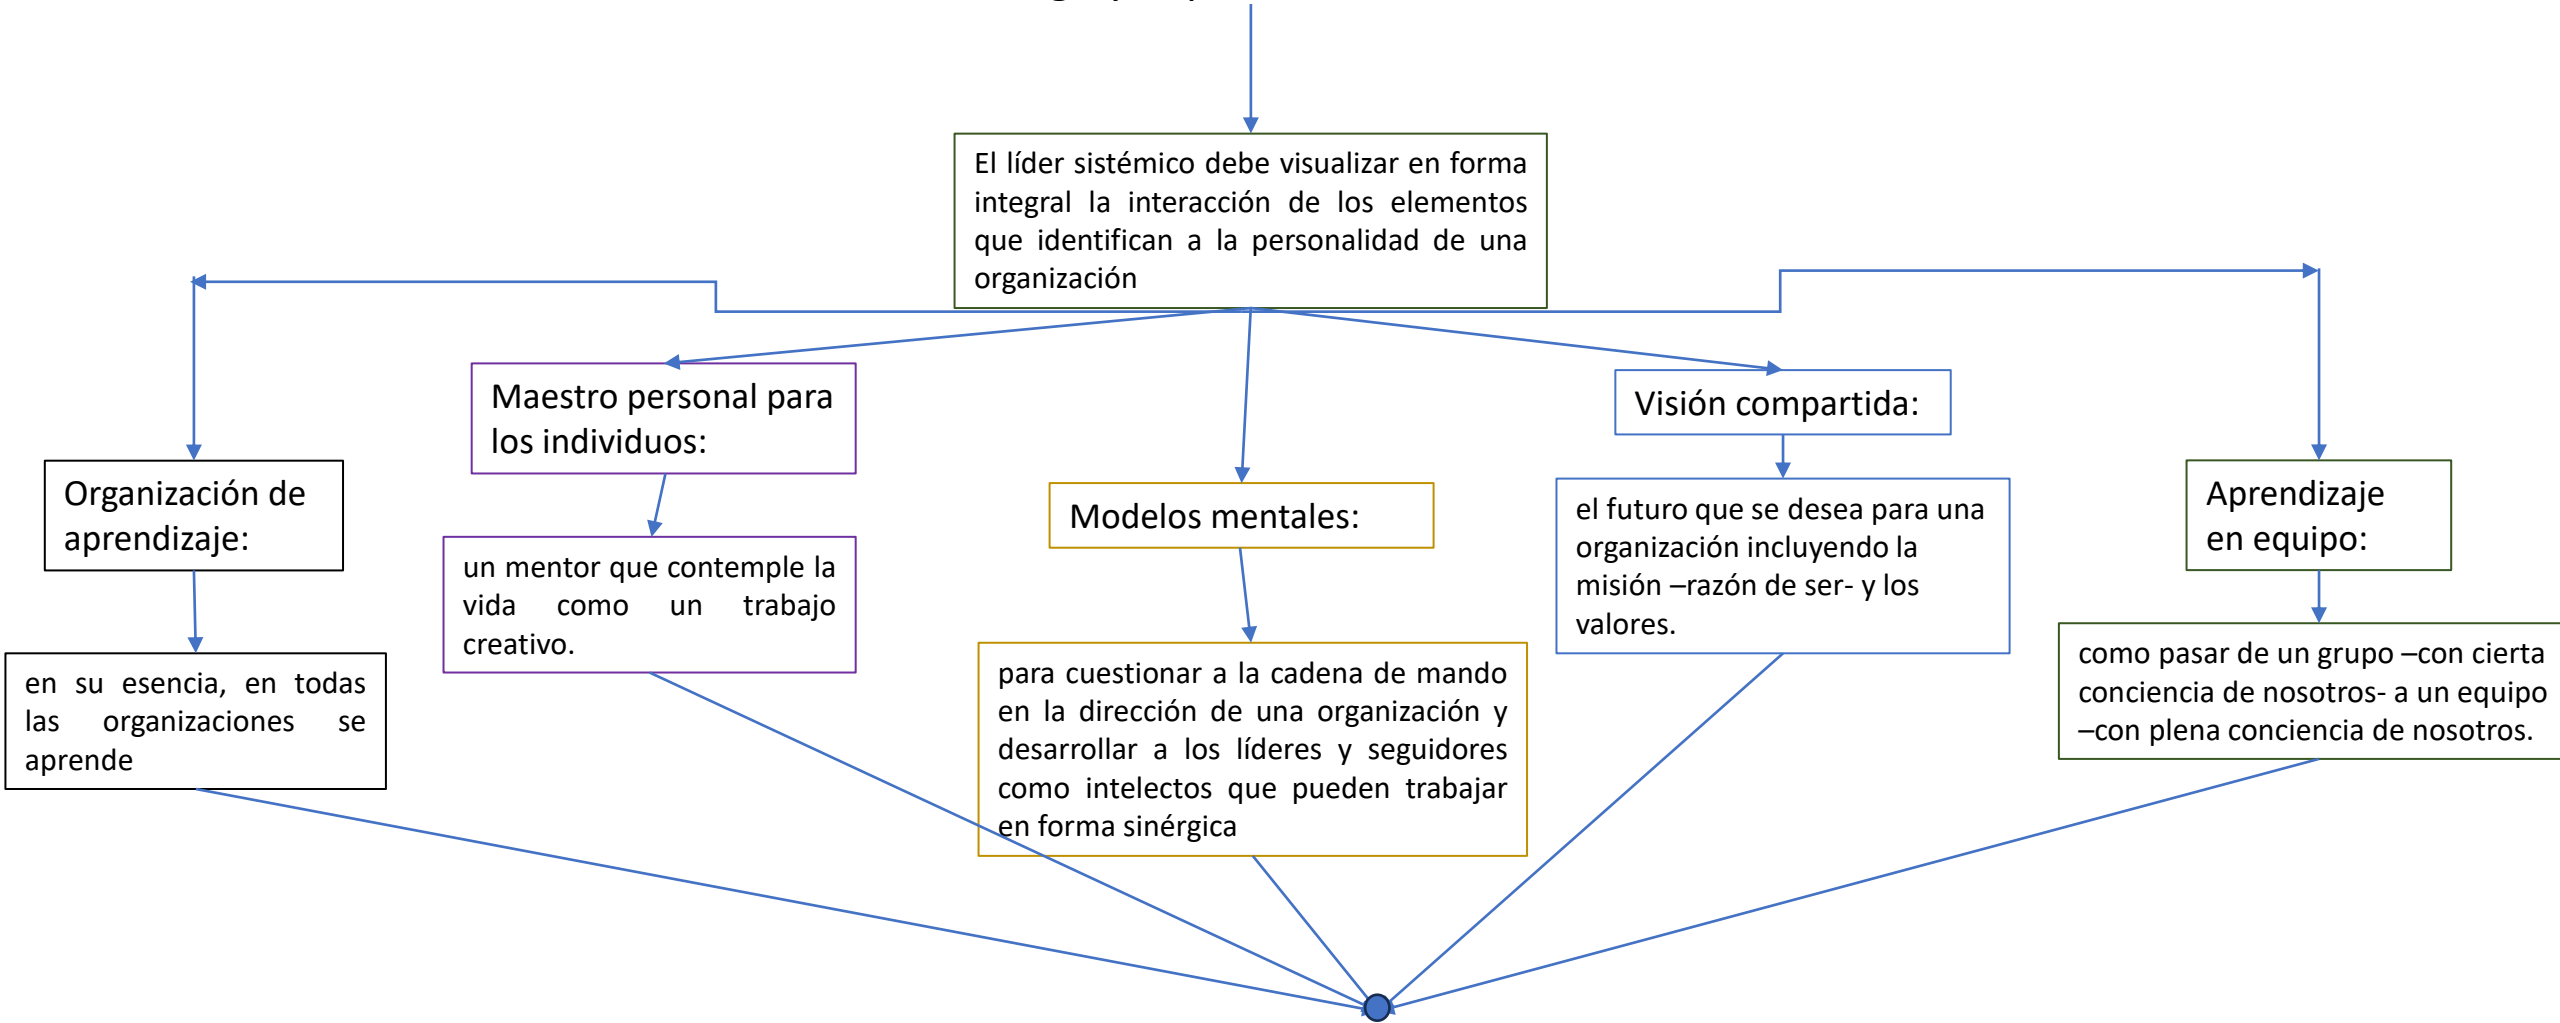 El líder sistémico debe visualizar en forma
integral la interacción de los elementos
que identifican a la personalidad de una
organización
Organización de
aprendizaje:
en su esencia, en todas
las organizaciones se
aprende
Maestro personal para
los individuos:
un mentor que contemple la
vida como un trabajo
creativo.
Modelos mentales:
para cuestionar a la cadena de mando
en la dirección de una organización y
desarrollar a los líderes y seguidores
como intelectos que pueden trabajar
en forma sinérgica
Visión compartida:
el futuro que se desea para una
organización incluyendo la
misión –razón de ser- y los
valores.
Aprendizaje
en equipo:
como pasar de un grupo –con cierta
conciencia de nosotros- a un equipo
–con plena conciencia de nosotros.